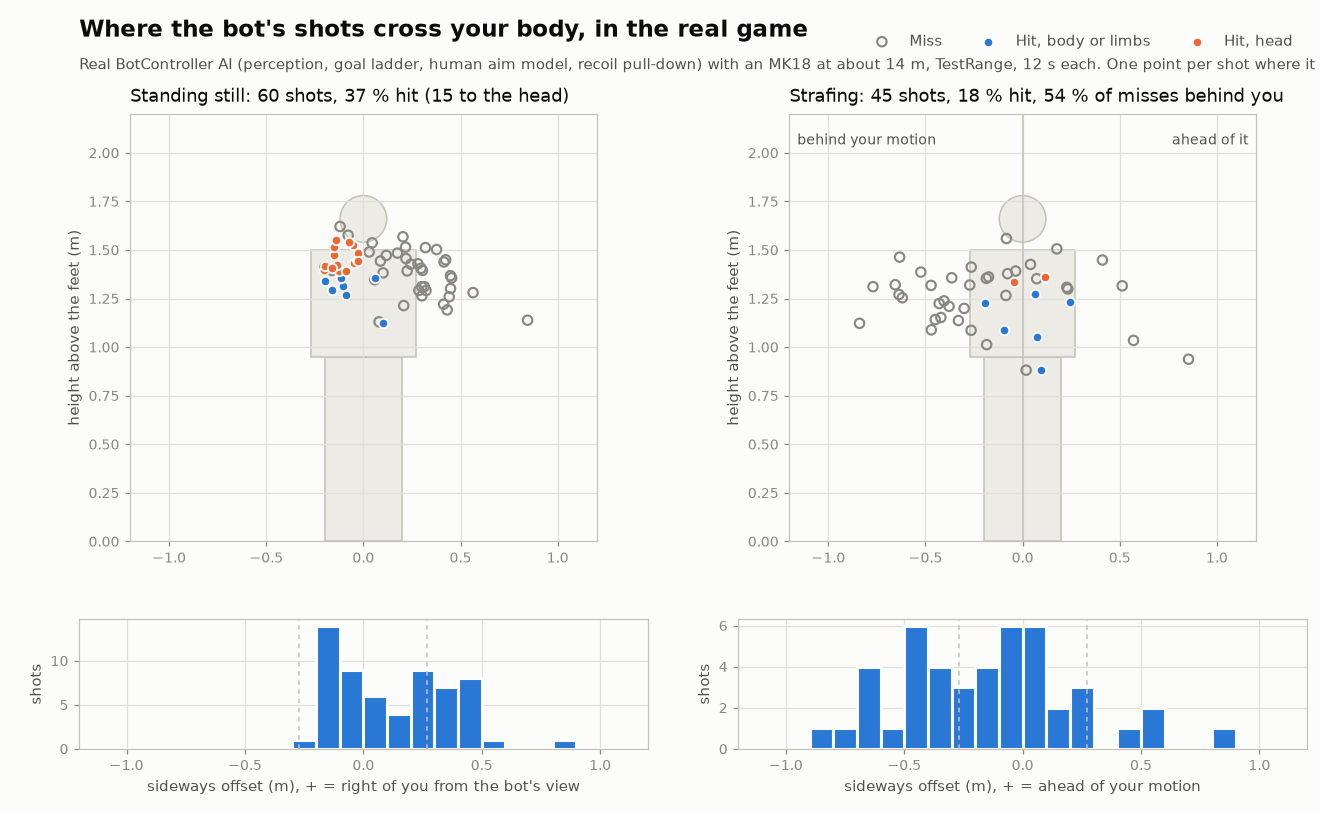 Where the bot's shots cross your body, in the real game
Miss
Hit, body or limbs
Hit, head
Real BotController AI (perception, goal ladder, human aim model, recoil pull-down) with an MK18 at about 14 m, TestRange, 12 s each. One point per shot where it
Standing still: 60 shots, 37 % hit (15 to the head)
height above the feet (m)
2.00
1.75
1.50
1.25
1.00
0.75
0.50
0.25
0.00
−1.0 −0.5 0.0 0.5 1.0
Strafing: 45 shots, 18 % hit, 54 % of misses behind you
behind your motion
ahead of it
height above the feet (m)
2.00
1.75
1.50
1.25
1.00
0.75
0.50
0.25
0.00
−1.0 −0.5 0.0 0.5 1.0
shots
10
5
0
−1.0 −0.5 0.0 0.5 1.0
sideways offset (m), + = right of you from the bot's view
shots
6
4
2
0
−1.0 −0.5 0.0 0.5 1.0
sideways offset (m), + = ahead of your motion